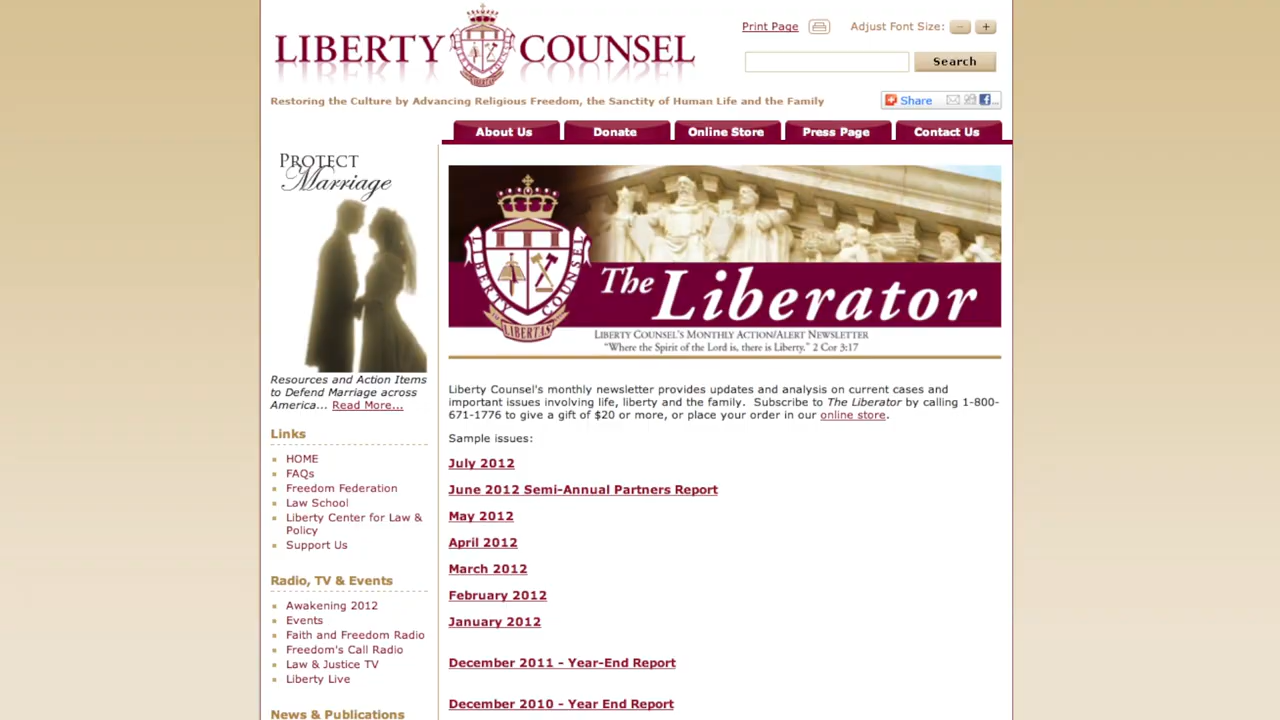 LIBERTY COUNSEL
Print Page
Adjust Font Size: - +
Search
Restoring the Culture by Advancing Religious Freedom, the Sanctity of Human Life and the Family
Share
About Us
Donate
Online Store
Press Page
Contact Us
PROTECT
Marriage
Resources and Action Items
to Defend Marriage across
America... Read More...
Links
HOME
FAQs
Freedom Federation
Law School
Liberty Center for Law &
Policy
Support Us
Radio, TV & Events
Awakening 2012
Events
Faith and Freedom Radio
Freedom's Call Radio
Law & Justice TV
Liberty Live
News & Publications
LIBERTY COUNSEL
LIBERTAS
The Liberator
LIBERTY COUNSEL'S MONTHLY ACTION/ALERT NEWSLETTER
"Where the Spirit of the Lord is, there is Liberty." 2 Cor 3:17
Liberty Counsel's monthly newsletter provides updates and analysis on current cases and
important issues involving life, liberty and the family.  Subscribe to The Liberator by calling 1-800-
671-1776 to give a gift of $20 or more, or place your order in our online store.
Sample issues:
July 2012
June 2012 Semi-Annual Partners Report
May 2012
April 2012
March 2012
February 2012
January 2012
December 2011 - Year-End Report
December 2010 - Year End Report